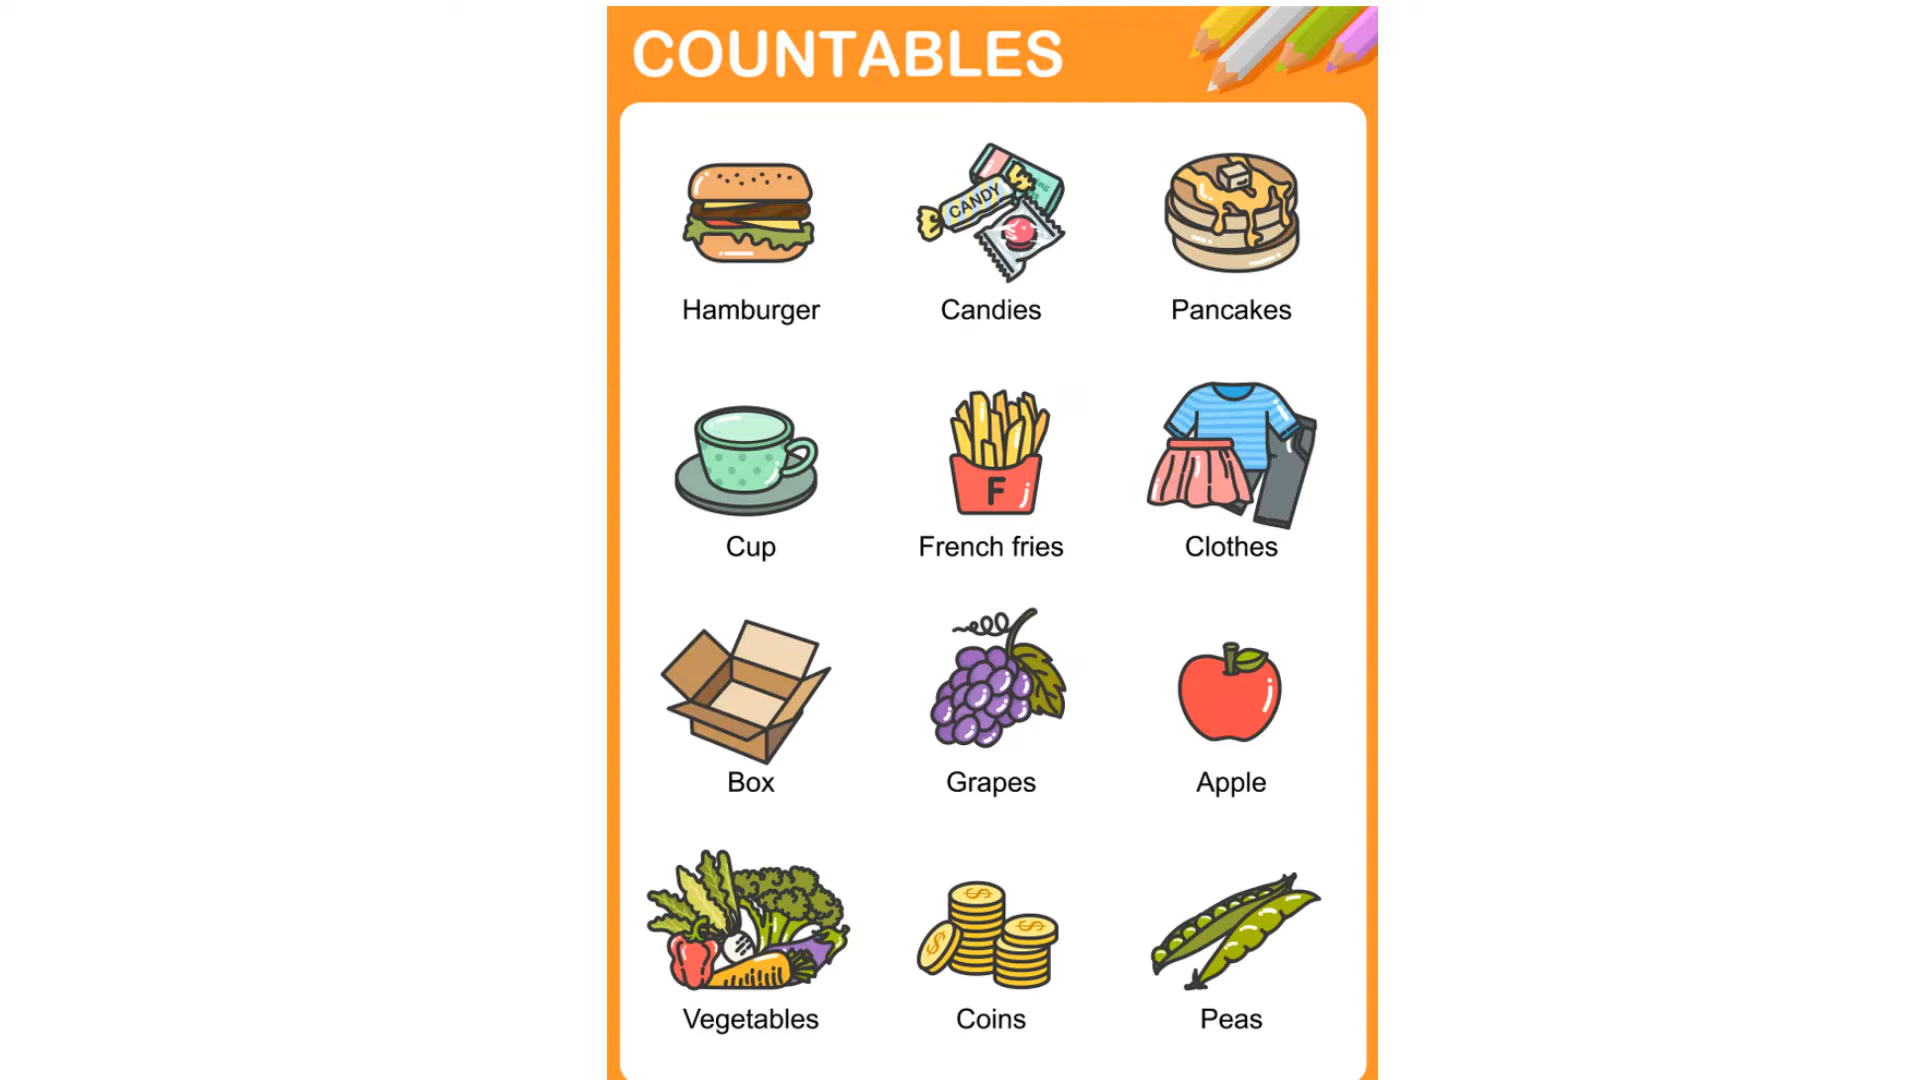 COUNTABLES
CANDY
Hamburger
Candies
Pancakes
F
Cup
French fries
Clothes
Box
Grapes
Apple
$ $ $
Vegetables
Coins
Peas